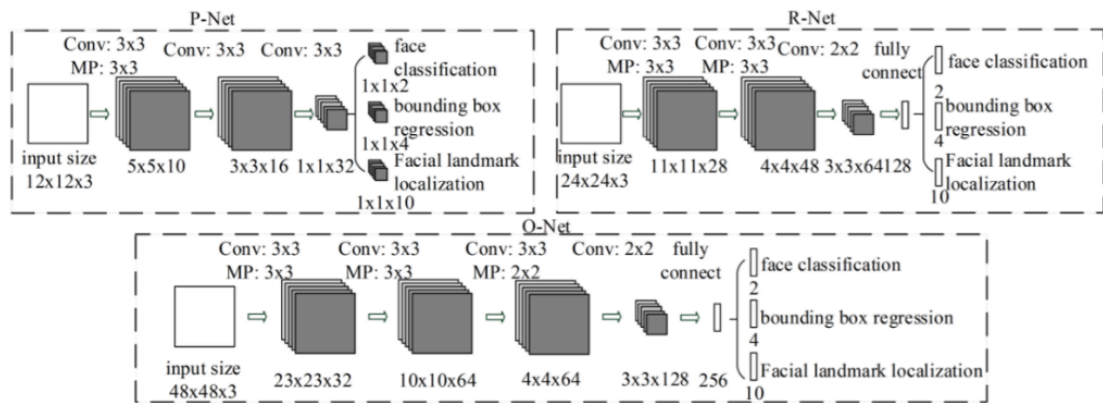 P-Net
Conv: 3x3 Conv: 3x3 Conv: 3x3
MP: 3x3
face
classification
1x1x2
bounding box
regression
1x1x4
Facial landmark
localization
1x1x10
input size
12x12x3
5x5x10
3x3x16
1x1x32
R-Net
Conv: 3x3 Conv: 3x3 Conv: 2x2 fully
MP: 3x3 MP: 3x3
connect
face classification
2
bounding box
regression
4
Facial landmark
localization
10
input size
24x24x3
11x11x28
4x4x48
3x3x64
128
O-Net
Conv: 3x3 Conv: 3x3 Conv: 3x3 Conv: 2x2 fully
MP: 3x3 MP: 3x3 MP: 2x2
connect
face classification
2
bounding box regression
4
Facial landmark localization
10
input size
48x48x3
23x23x32
10x10x64
4x4x64
3x3x128
256